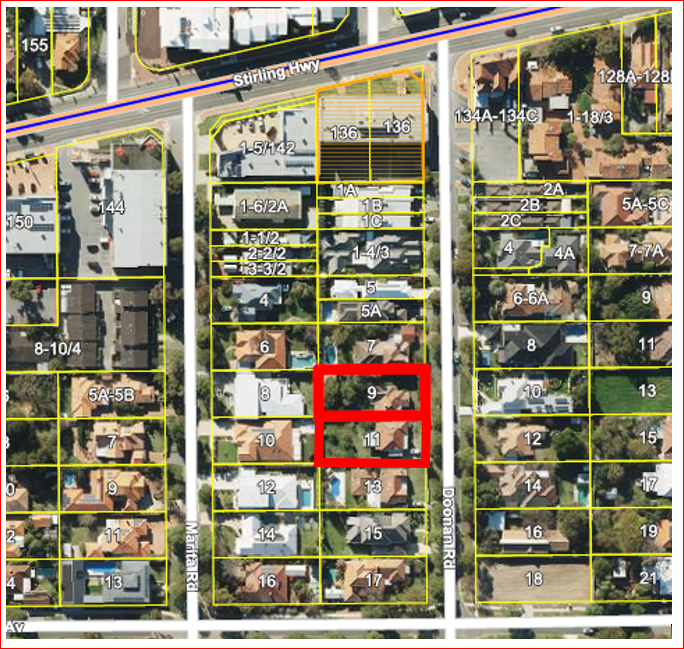 155
Stirling Hwy
128A-128
134A-134C
1-18/3
136
136
1-5/142
150
144
1A
1B
1C
1-6/2A
2A
2B
2C
5A-5C
1-1/2
2-2/2
3-3/2
1-4/3
4
4A
7-7A
4
5
5A
6-6A
9
8-10/4
6
7
8
11
5A-5B
8
9
10
13
7
10
11
12
15
9
12
13
14
17
11
14
15
16
19
Marita Rd
Doonan Rd
13
16
17
18
21